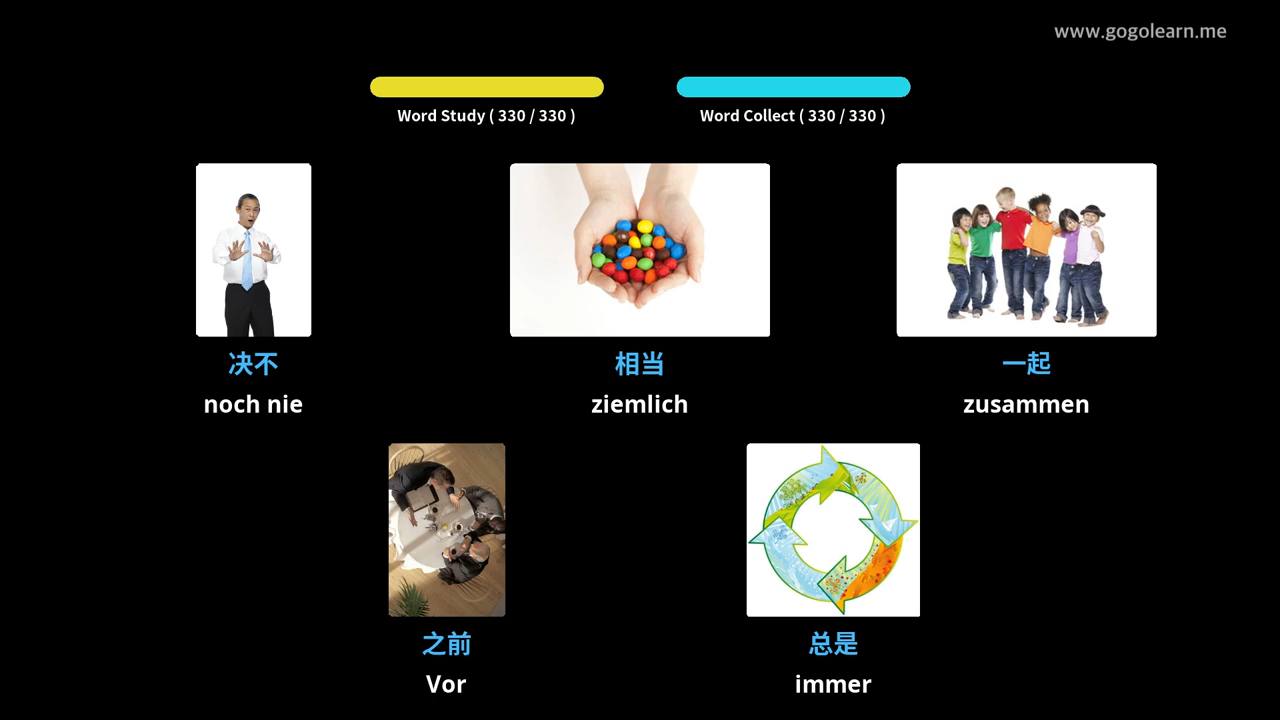 www.gogolearn.me
Word Study ( 330 / 330 )
Word Collect ( 330 / 330 )
决不
noch nie
相当
ziemlich
一起
zusammen
之前
Vor
总是
immer